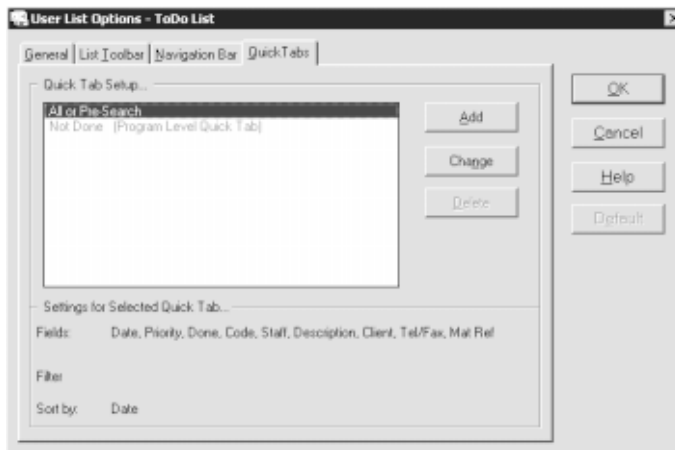 User List Options - ToDo List
General List Toolbar Navigation Bar QuickTabs
Quick Tab Setup...
All or Pre-Search
Not Done (Program Level Quick Tab)
Add
Change
Delete
OK
Cancel
Help
Default
Settings for Selected Quick Tab...
Fields: Date, Priority, Done, Code, Staff, Description, Client, Tel/Fax, Mat Ref
Filter
Sort by: Date